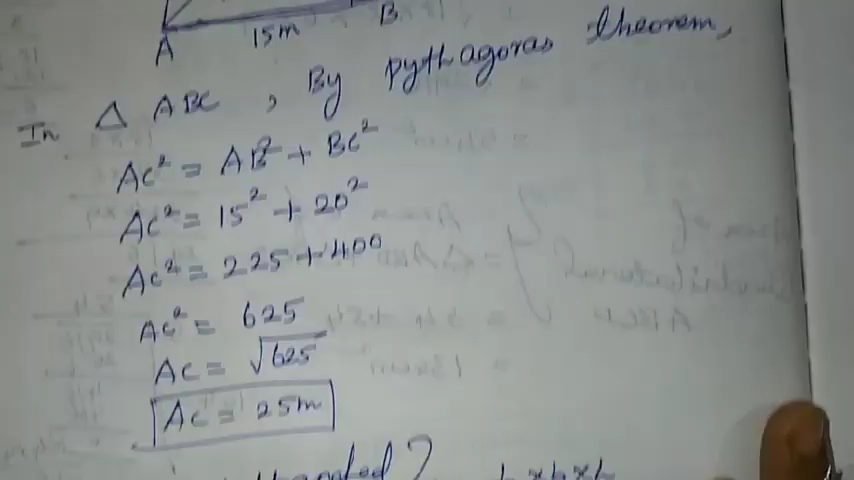 A 15m B
In △ ABC , By pythagoras theorem,
AC² = AB² + BC²
AC² = 15² + 20²
AC² = 225 + 400
AC² = 625
AC = √625
AC = 25m